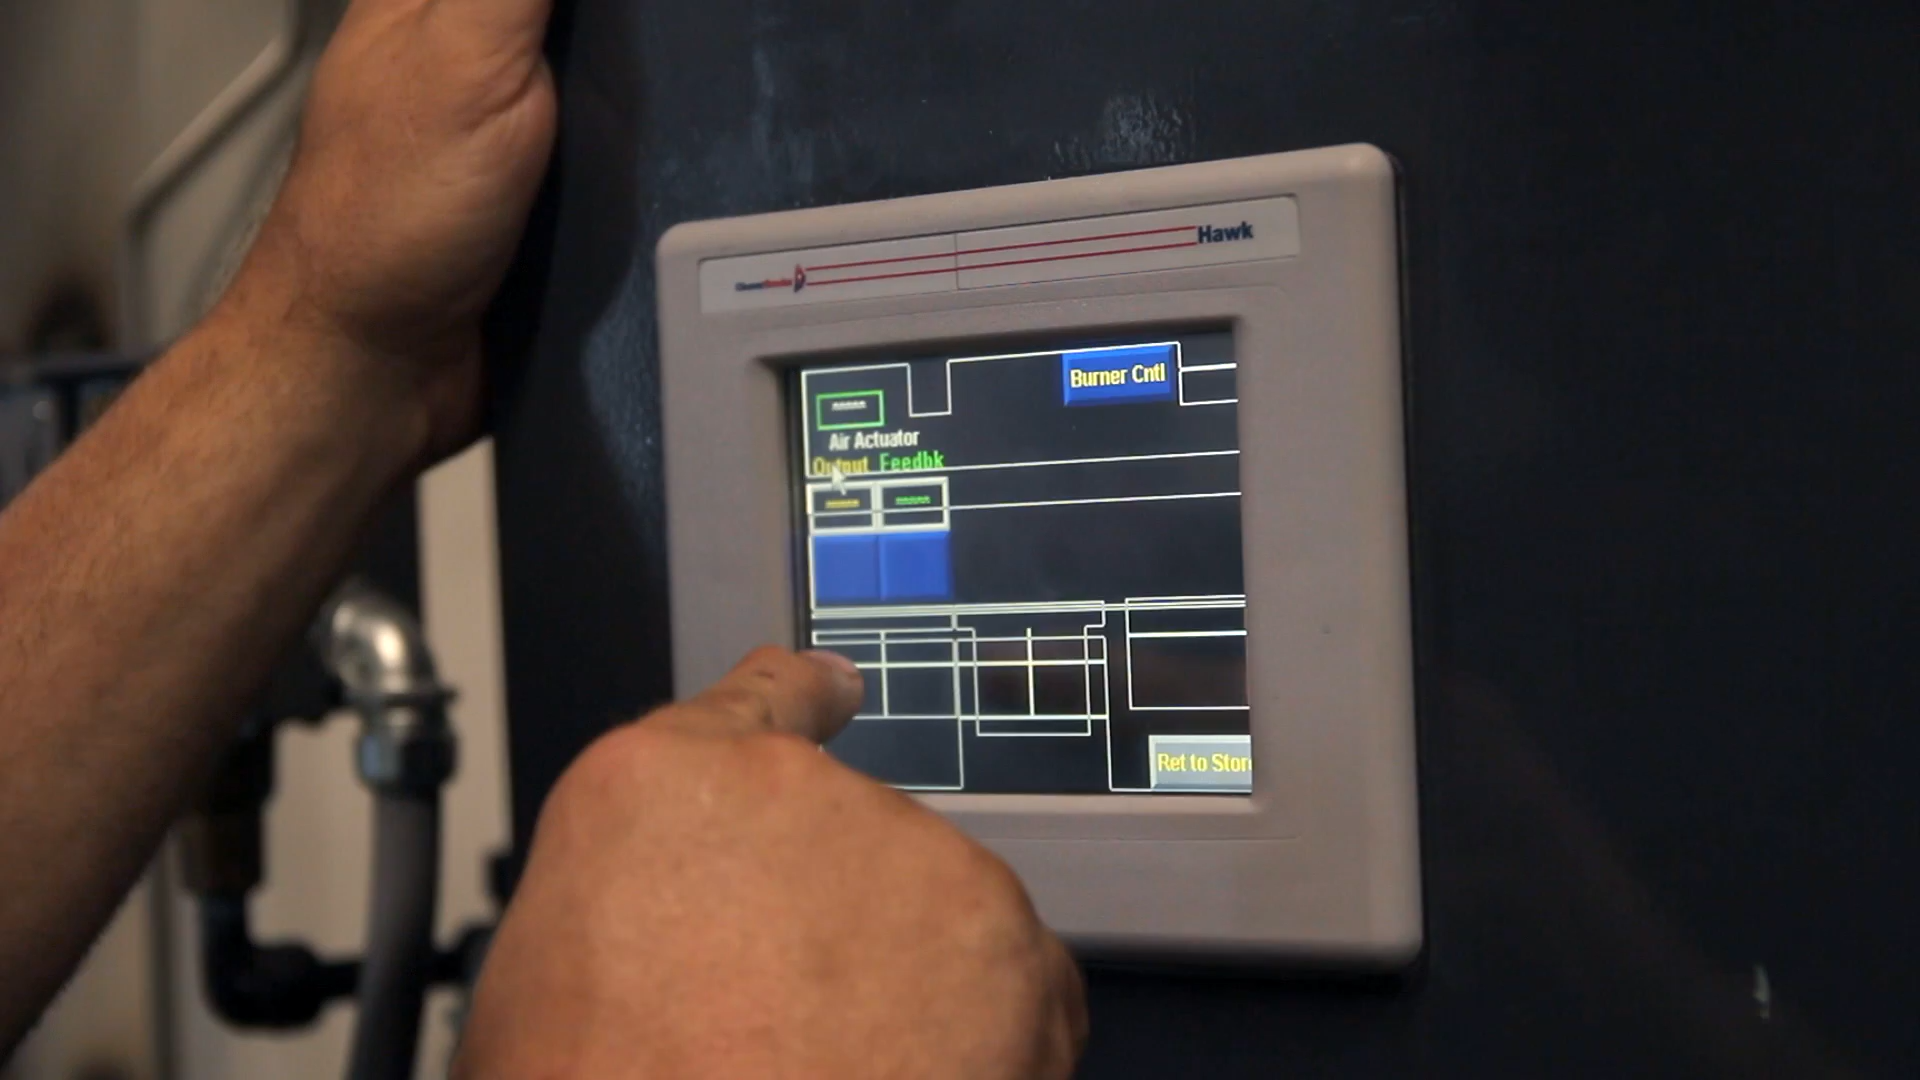 Hawk
Burner Cntl
Air Actuator
Output Feedbk
Ret to Stor